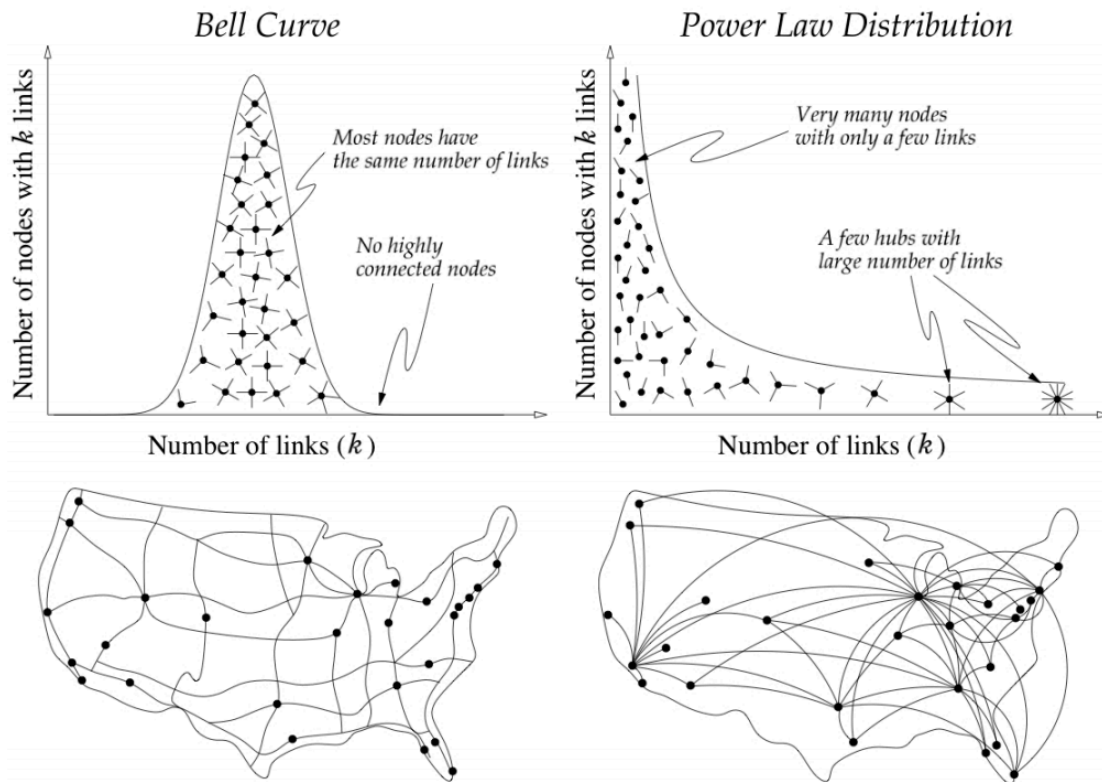 Bell Curve
Number of nodes with k links
Most nodes have
the same number of links
No highly
connected nodes
Number of links (k)
Power Law Distribution
Number of nodes with k links
Very many nodes
with only a few links
A few hubs with
large number of links
Number of links (k)